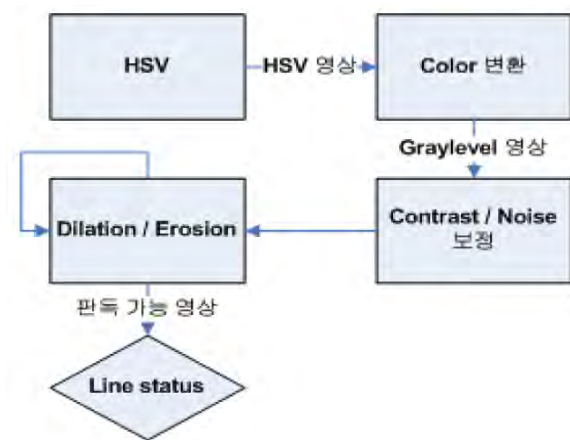 HSV
HSV 영상
Color 변환
Graylevel 영상
Contrast / Noise
보정
Dilation / Erosion
판독 가능 영상
Line status